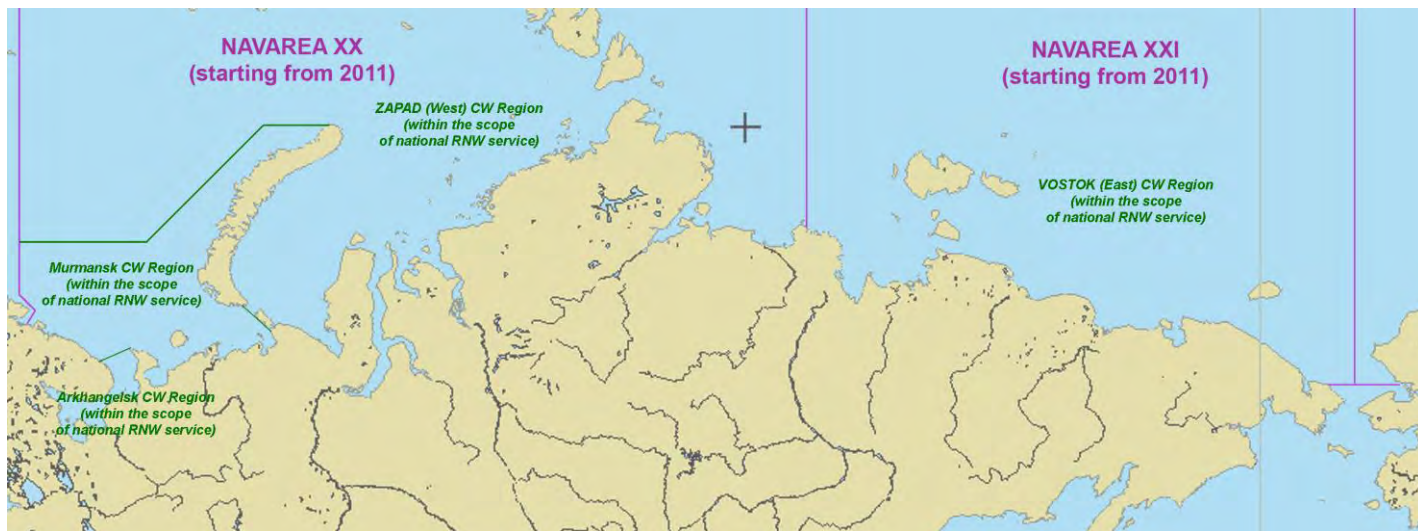 NAVAREA XX
(starting from 2011)
NAVAREA XXI
(starting from 2011)
ZAPAD (West) CW Region
(within the scope
of national RNW service)
VOSTOK (East) CW Region
(within the scope
of national RNW service)
Murmansk CW Region
(within the scope
of national RNW service)
Arkhangelsk CW Region
(within the scope
of national RNW service)